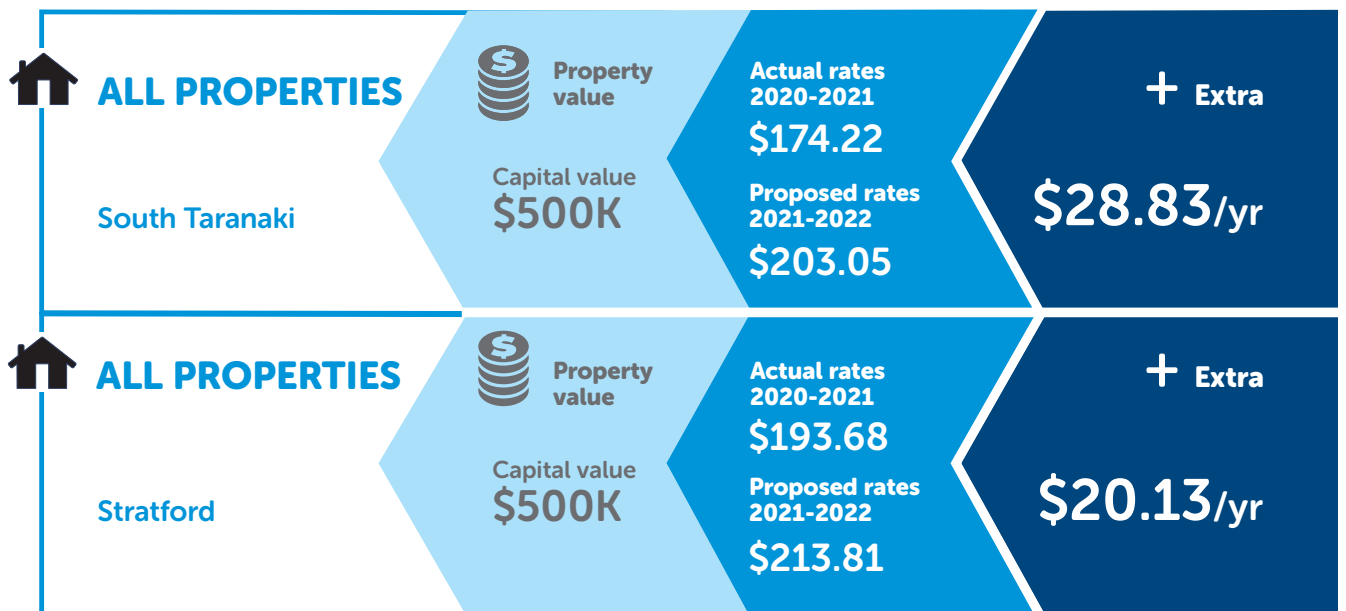 ALL PROPERTIES
South Taranaki
$
Property
value
Capital value
$500K
Actual rates
2020-2021
$174.22
Proposed rates
2021-2022
$203.05
+ Extra
$28.83/yr
ALL PROPERTIES
Stratford
$
Property
value
Capital value
$500K
Actual rates
2020-2021
$193.68
Proposed rates
2021-2022
$213.81
+ Extra
$20.13/yr